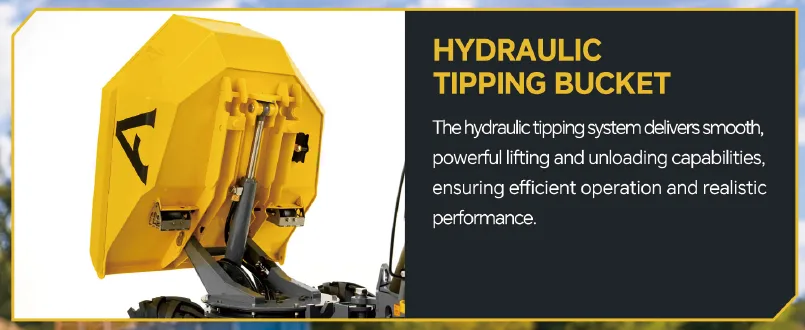 HYDRAULIC
TIPPING BUCKET
The hydraulic tipping system delivers smooth,
powerful lifting and unloading capabilities,
ensuring efficient operation and realistic
performance.